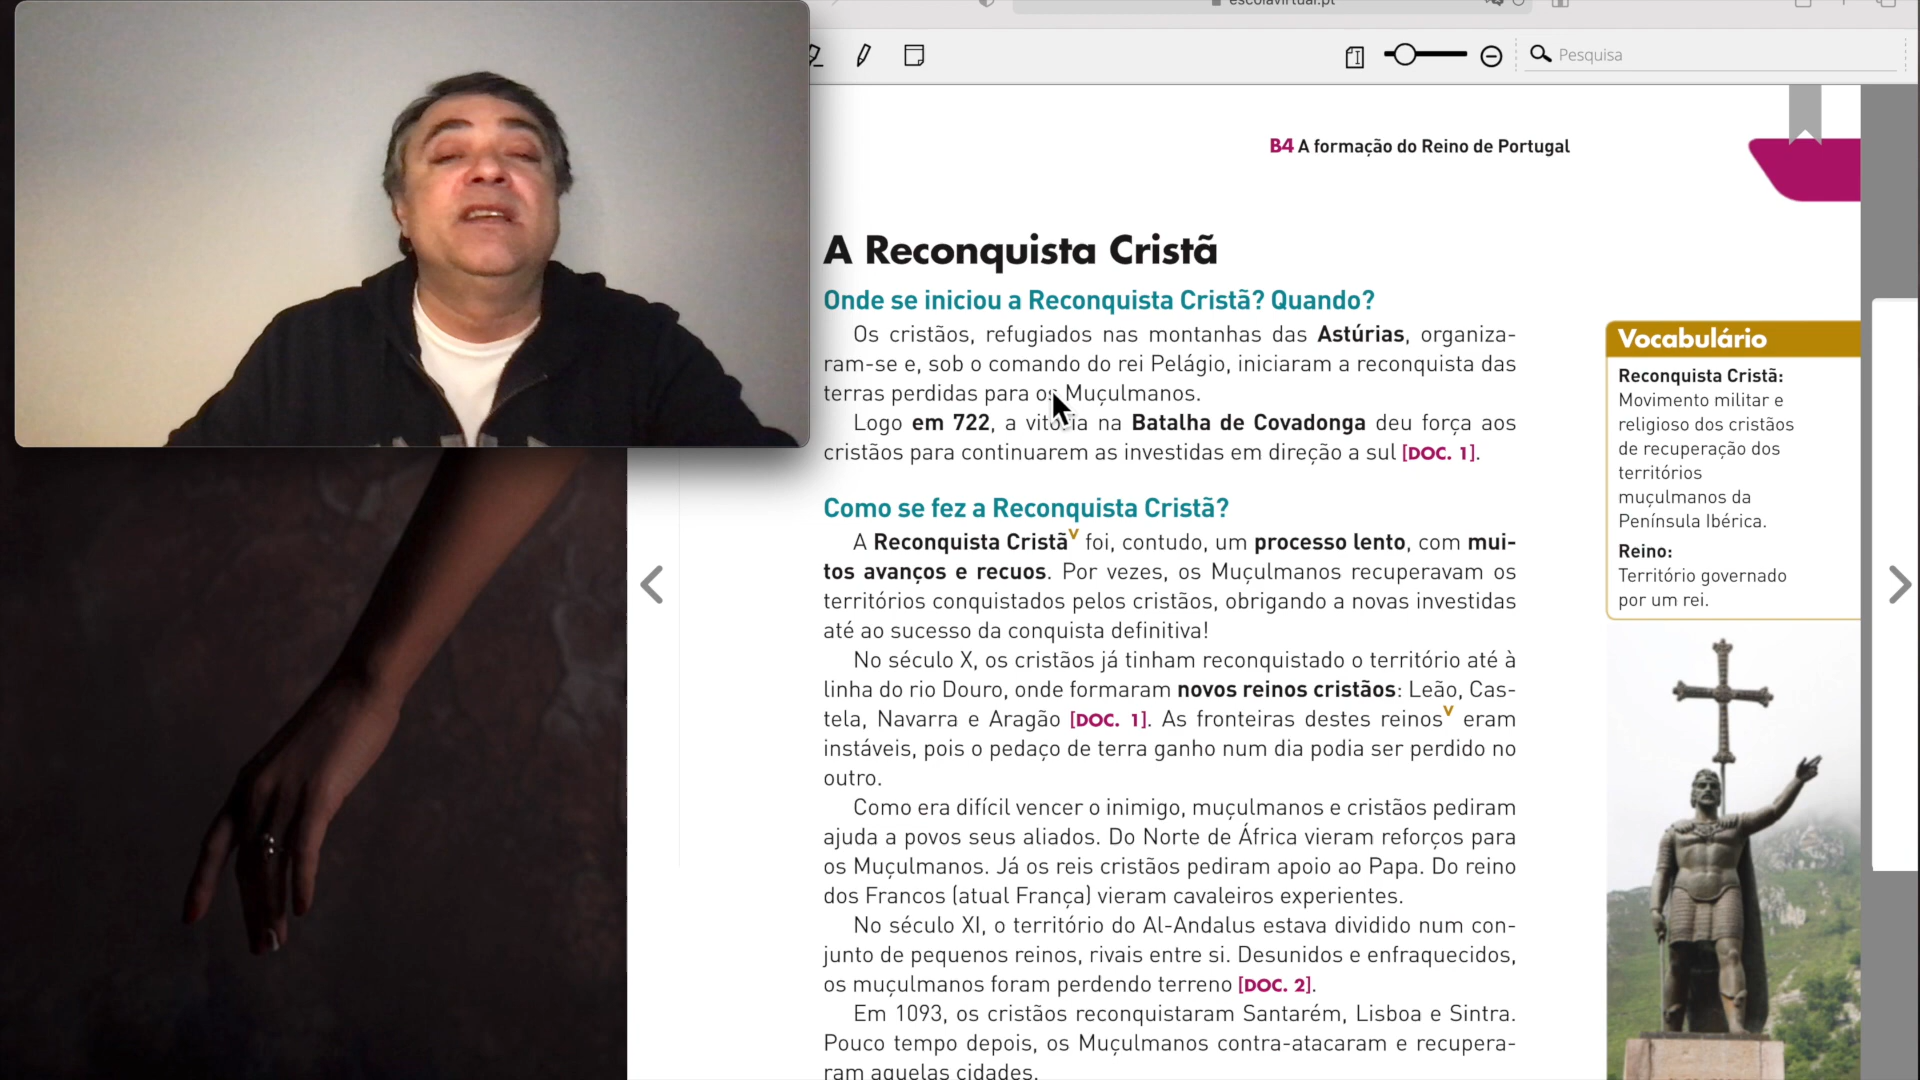 escolavirtual.pt
Pesquisa
B4 A formação do Reino de Portugal
A Reconquista Cristã
Onde se iniciou a Reconquista Cristã? Quando?
Os cristãos, refugiados nas montanhas das Astúrias, organiza-
ram-se e, sob o comando do rei Pelágio, iniciaram a reconquista das
terras perdidas para os Muçulmanos.
Logo em 722, a vitória na Batalha de Covadonga deu força aos
cristãos para continuarem as investidas em direção a sul [DOC. 1].
Como se fez a Reconquista Cristã?
A Reconquista Cristãᵛ foi, contudo, um processo lento, com mui-
tos avanços e recuos. Por vezes, os Muçulmanos recuperavam os
territórios conquistados pelos cristãos, obrigando a novas investidas
até ao sucesso da conquista definitiva!
No século X, os cristãos já tinham reconquistado o território até à
linha do rio Douro, onde formaram novos reinos cristãos: Leão, Cas-
tela, Navarra e Aragão [DOC. 1]. As fronteiras destes reinosᵛ eram
instáveis, pois o pedaço de terra ganho num dia podia ser perdido no
outro.
Como era difícil vencer o inimigo, muçulmanos e cristãos pediram
ajuda a povos seus aliados. Do Norte de África vieram reforços para
os Muçulmanos. Já os reis cristãos pediram apoio ao Papa. Do reino
dos Francos (atual França) vieram cavaleiros experientes.
No século XI, o território do Al-Andalus estava dividido num con-
junto de pequenos reinos, rivais entre si. Desunidos e enfraquecidos,
os muçulmanos foram perdendo terreno [DOC. 2].
Em 1093, os cristãos reconquistaram Santarém, Lisboa e Sintra.
Pouco tempo depois, os Muçulmanos contra-atacaram e recupera-
ram aquelas cidades.
Vocabulário
Reconquista Cristã:
Movimento militar e
religioso dos cristãos
de recuperação dos
territórios
muçulmanos da
Península Ibérica.
Reino:
Território governado
por um rei.